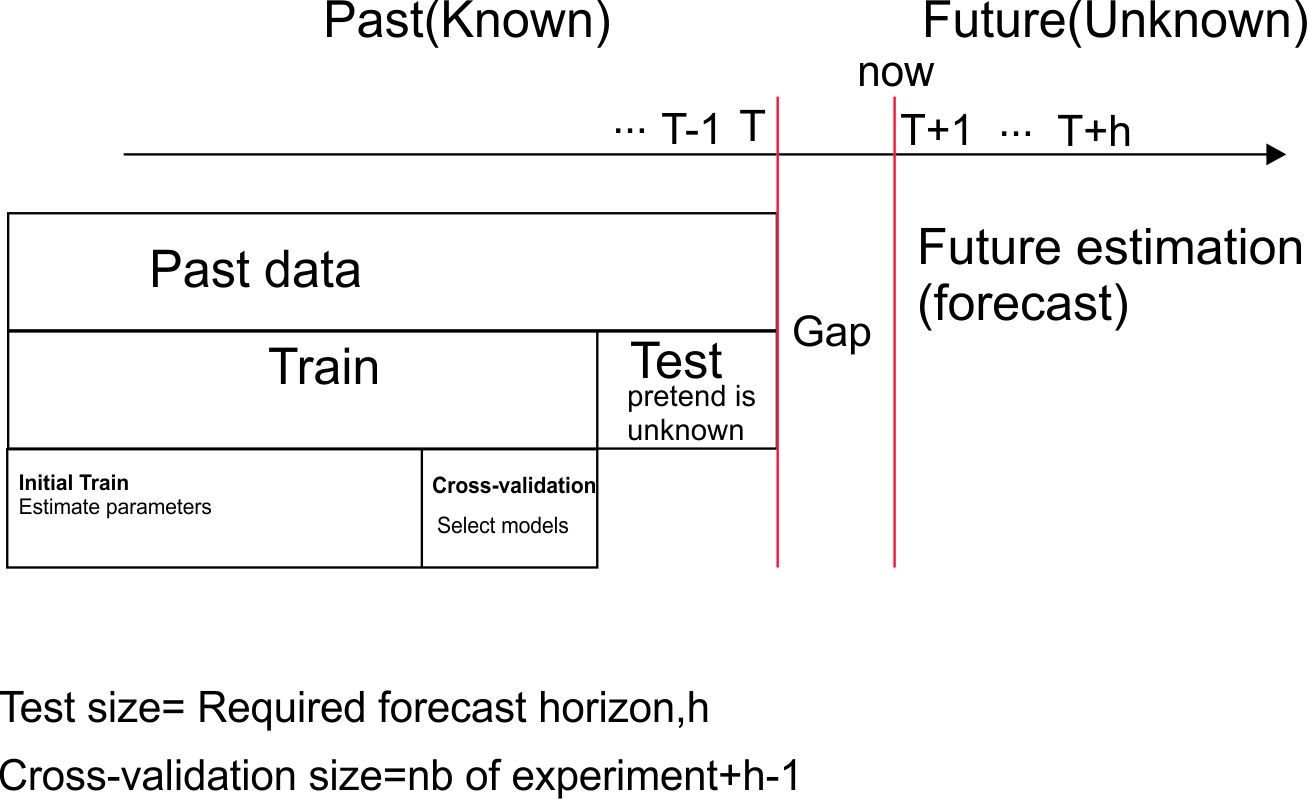 Past(Known)
Future(Unknown)
now
... T-1 T
T+1 ... T+h
Past data
Future estimation
(forecast)
Gap
Train
Test
pretend is
unknown
Initial Train
Estimate parameters
Cross-validation
Select models
Test size= Required forecast horizon,h
Cross-validation size=nb of experiment+h-1